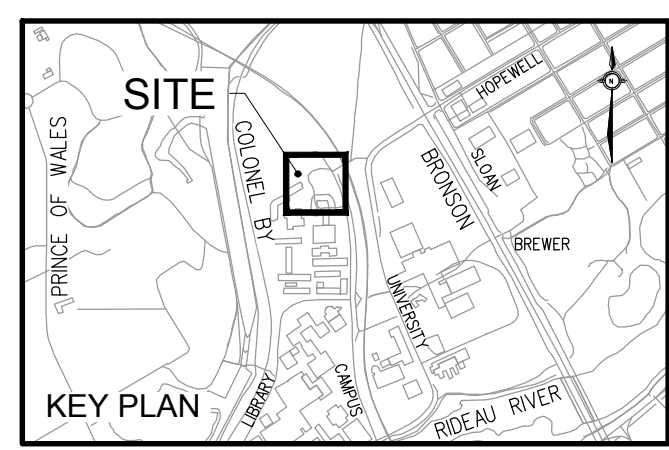 SITE
HOPEWELL
N
PRINCE OF WALES
COLONEL BY
BRONSON
SLOAN
BREWER
UNIVERSITY
LIBRARY
CAMPUS
KEY PLAN
RIDEAU RIVER